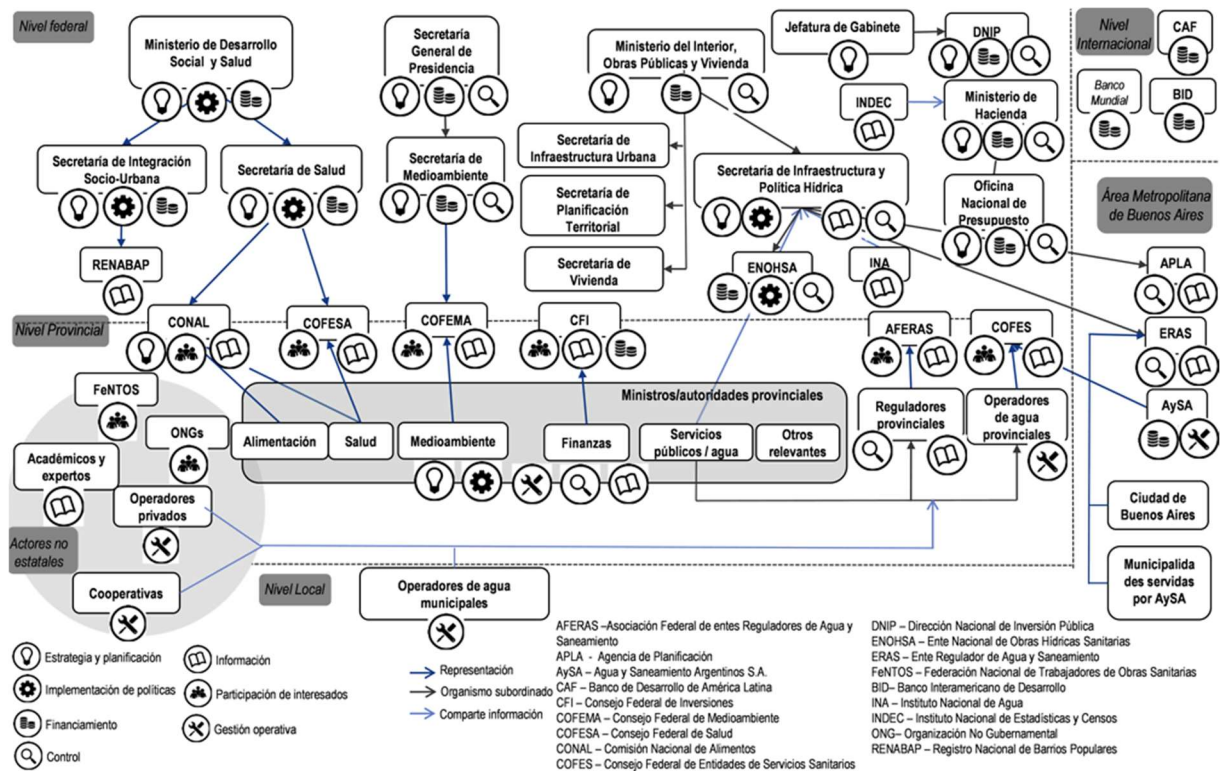 Nivel federal
Ministerio de Desarrollo
Social y Salud
Secretaría
General de
Presidencia
Ministerio del Interior,
Obras Públicas y Vivienda
Jefatura de Gabinete
DNIP
Nivel
Internacional
CAF
Banco
Mundial
BID
INDEC
Ministerio de
Hacienda
Secretaría de Integración
Socio-Urbana
Secretaría de Salud
Secretaría de
Medioambiente
Secretaría de
Infraestructura Urbana
Secretaría de
Planificación
Territorial
Secretaría de
Vivienda
Secretaría de Infraestructura y
Política Hídrica
Oficina
Nacional de
Presupuesto
Área Metropolitana
de Buenos Aires
RENABAP
ENOHSA
INA
APLA
Nivel Provincial
CONAL
COFESA
COFEMA
CFI
AFERAS
COFES
ERAS
FeNTOS
ONGs
Académicos y
expertos
Operadores
privados
Actores no
estatales
Cooperativas
Ministros/autoridades provinciales
Alimentación
Salud
Medioambiente
Finanzas
Servicios
públicos / agua
Otros
relevantes
Reguladores
provinciales
Operadores
de agua
provinciales
AySA
Ciudad de
Buenos Aires
Municipalida
des servidas
por AySA
Nivel Local
Operadores de agua
municipales
Estrategia y planificación
Implementación de políticas
Financiamiento
Control
Información
Participación de interesados
Gestión operativa
Representación
Organismo subordinado
Comparte información
AFERAS –Asociación Federal de entes Reguladores de Agua y
Saneamiento
APLA - Agencia de Planificación
AySA – Agua y Saneamiento Argentinos S.A.
CAF – Banco de Desarrollo de América Latina
CFI – Consejo Federal de Inversiones
COFEMA – Consejo Federal de Medioambiente
COFESA – Consejo Federal de Salud
CONAL – Comisión Nacional de Alimentos
COFES – Consejo Federal de Entidades de Servicios Sanitarios
DNIP – Dirección Nacional de Inversión Pública
ENOHSA – Ente Nacional de Obras Hídricas Sanitarias
ERAS – Ente Regulador de Agua y Saneamiento
FeNTOS – Federación Nacional de Trabajadores de Obras Sanitarias
BID– Banco Interamericano de Desarrollo
INA – Instituto Nacional de Agua
INDEC – Instituto Nacional de Estadísticas y Censos
ONG– Organización No Gubernamental
RENABAP – Registro Nacional de Barrios Populares